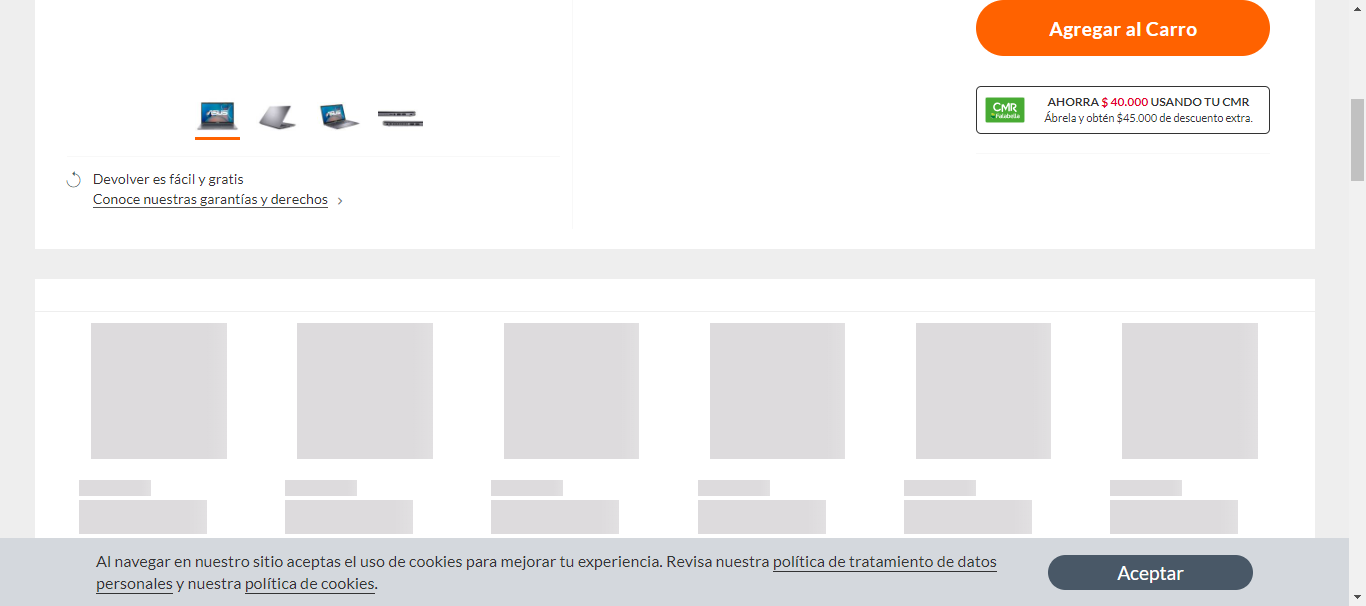 Agregar al Carro
CMR
Falabella
AHORRA $ 40.000 USANDO TU CMR
Ábrela y obtén $45.000 de descuento extra.
ASUS
ASUS
Devolver es fácil y gratis
Conoce nuestras garantías y derechos
Al navegar en nuestro sitio aceptas el uso de cookies para mejorar tu experiencia. Revisa nuestra política de tratamiento de datos
personales y nuestra política de cookies.
Aceptar